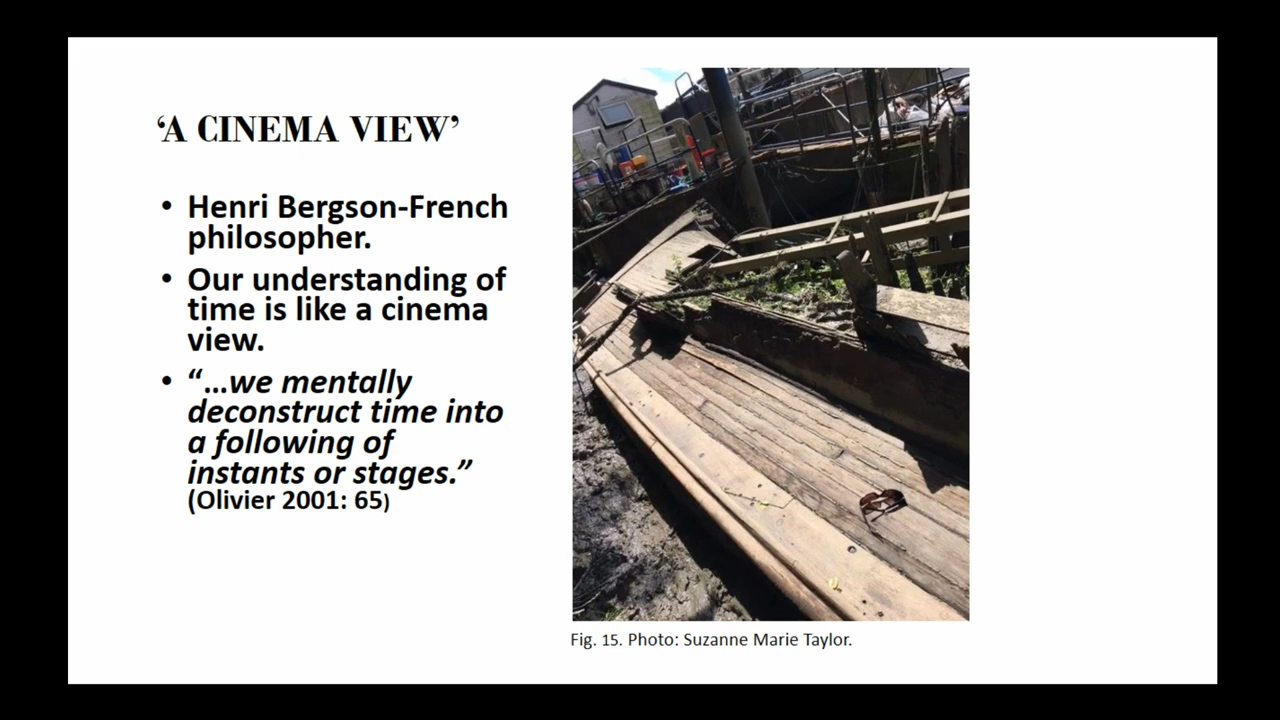 ‘A CINEMA VIEW’
• Henri Bergson-French
philosopher.
• Our understanding of
time is like a cinema
view.
• “…we mentally
deconstruct time into
a following of
instants or stages.”
(Olivier 2001: 65)
Fig. 15. Photo: Suzanne Marie Taylor.